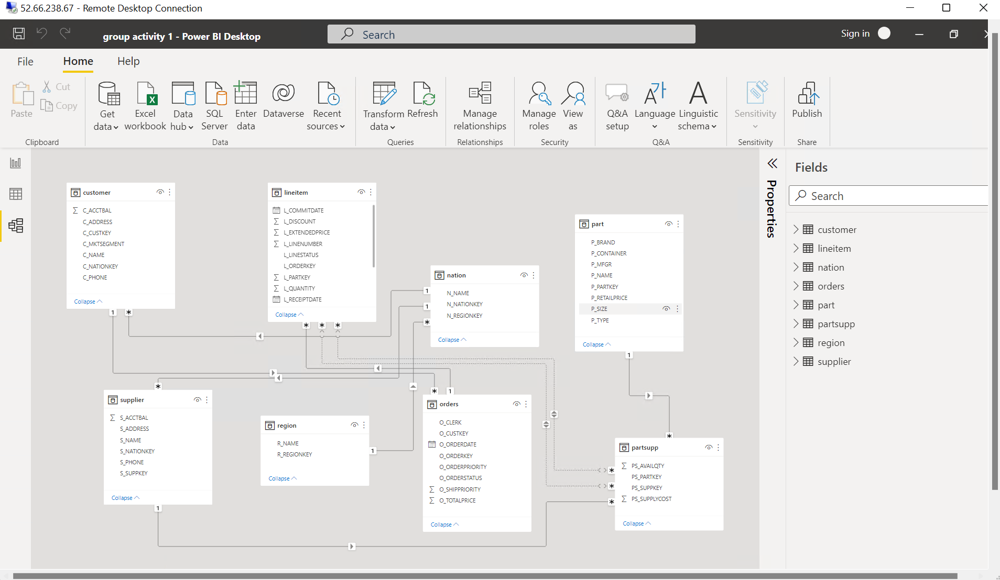 52.66.238.67 - Remote Desktop Connection
group activity 1 - Power BI Desktop
Search
Sign in
File
Home
Help
Paste
Cut
Copy
Clipboard
Get data
Excel workbook
Data hub
SQL Server
Enter data
Dataverse
Recent sources
Data
Transform data
Refresh
Queries
Manage relationships
Relationships
Manage roles
View as
Security
Q&A setup
Language
Linguistic schema
Q&A
Sensitivity
Sensitivity
Publish
Share
customer
C_ACCTBAL
C_ADDRESS
C_CUSTKEY
C_MKTSEGMENT
C_NAME
C_NATIONKEY
C_PHONE
Collapse
1
*
lineitem
L_COMMITDATE
L_DISCOUNT
L_EXTENDEDPRICE
L_LINENUMBER
L_LINESTATUS
L_ORDERKEY
L_PARTKEY
L_QUANTITY
L_RECEIPTDATE
Collapse
* * *
nation
N_NAME
N_NATIONKEY
N_REGIONKEY
Collapse
1
1
*
part
P_BRAND
P_CONTAINER
P_MFGR
P_NAME
P_PARTKEY
P_RETAILPRICE
P_SIZE
P_TYPE
Collapse
1
*
supplier
S_ACCTBAL
S_ADDRESS
S_NAME
S_NATIONKEY
S_PHONE
S_SUPPKEY
Collapse
1
region
R_NAME
R_REGIONKEY
Collapse
1
* 1
orders
O_CLERK
O_CUSTKEY
O_ORDERDATE
O_ORDERKEY
O_ORDERPRIORITY
O_ORDERSTATUS
O_SHIPPRIORITY
O_TOTALPRICE
Collapse
*
partsupp
PS_AVAILQTY
PS_PARTKEY
PS_SUPPKEY
PS_SUPPLYCOST
Collapse
*
*
*
Properties
Fields
Search
customer
lineitem
nation
orders
part
partsupp
region
supplier